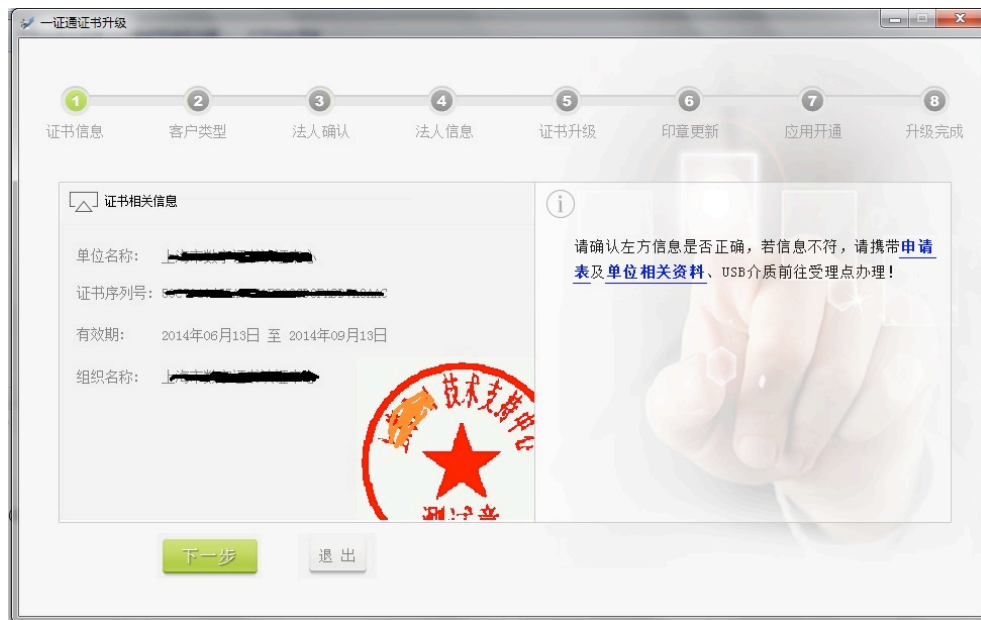 一证通证书升级
1 2 3 4 5 6 7 8
证书信息 客户类型 法人确认 法人信息 证书升级 印章更新 应用开通 升级完成
证书相关信息
单位名称:
证书序列号:
有效期: 2014年06月13日 至 2014年09月13日
组织名称:
技术支持中心
测试章
i
请确认左方信息是否正确，若信息不符，请携带申请
表及单位相关资料、USB介质前往受理点办理！
下一步 退 出